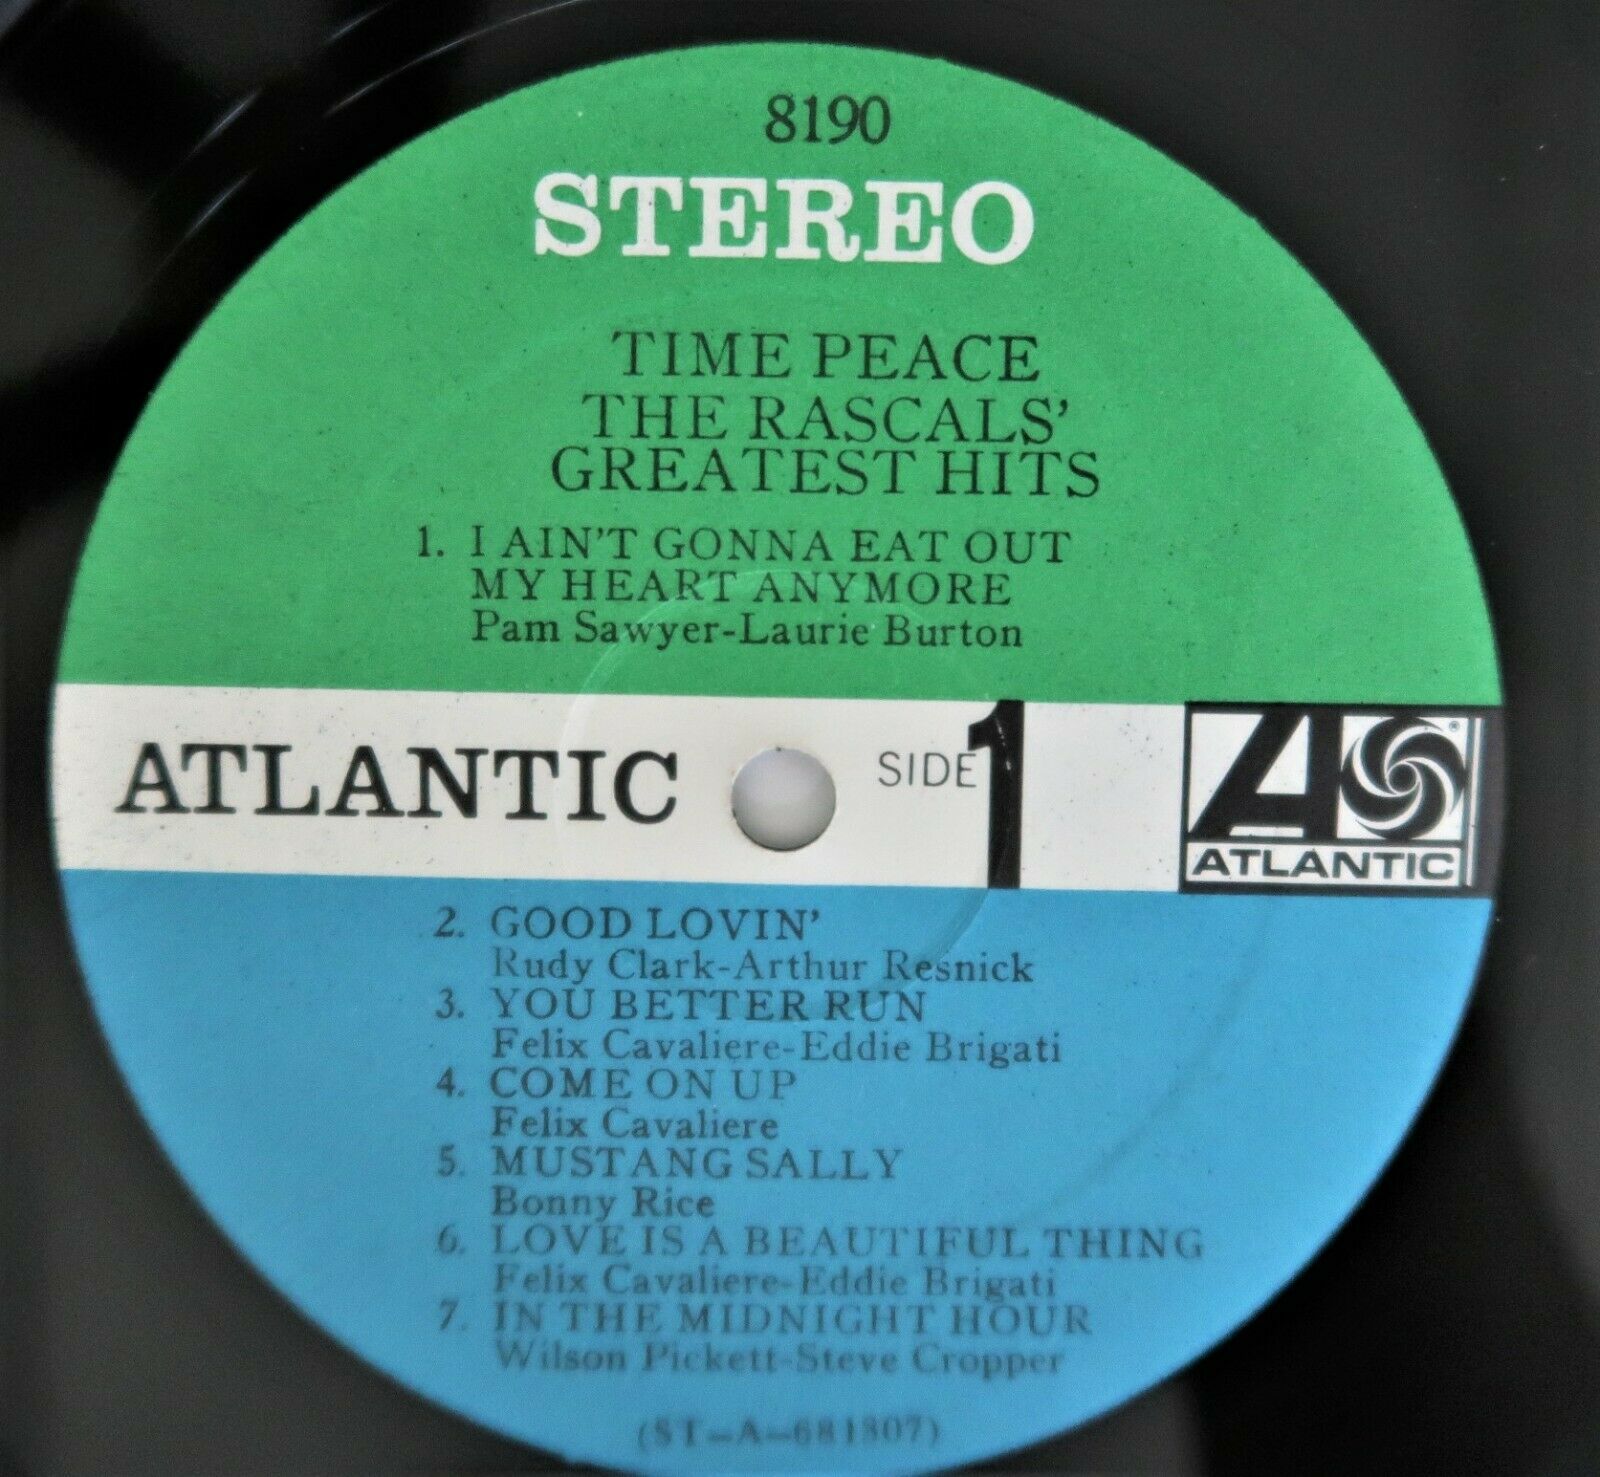 8190
STEREO
TIME PEACE
THE RASCALS'
GREATEST HITS
1. I AIN'T GONNA EAT OUT
MY HEART ANYMORE
Pam Sawyer-Laurie Burton
ATLANTIC
SIDE 1
ATLANTIC
2. GOOD LOVIN'
Rudy Clark-Arthur Resnick
3. YOU BETTER RUN
Felix Cavaliere-Eddie Brigati
4. COME ON UP
Felix Cavaliere
5. MUSTANG SALLY
Bonny Rice
6. LOVE IS A BEAUTIFUL THING
Felix Cavaliere-Eddie Brigati
7. IN THE MIDNIGHT HOUR
Wilson Pickett-Steve Cropper
(ST-A-681307)